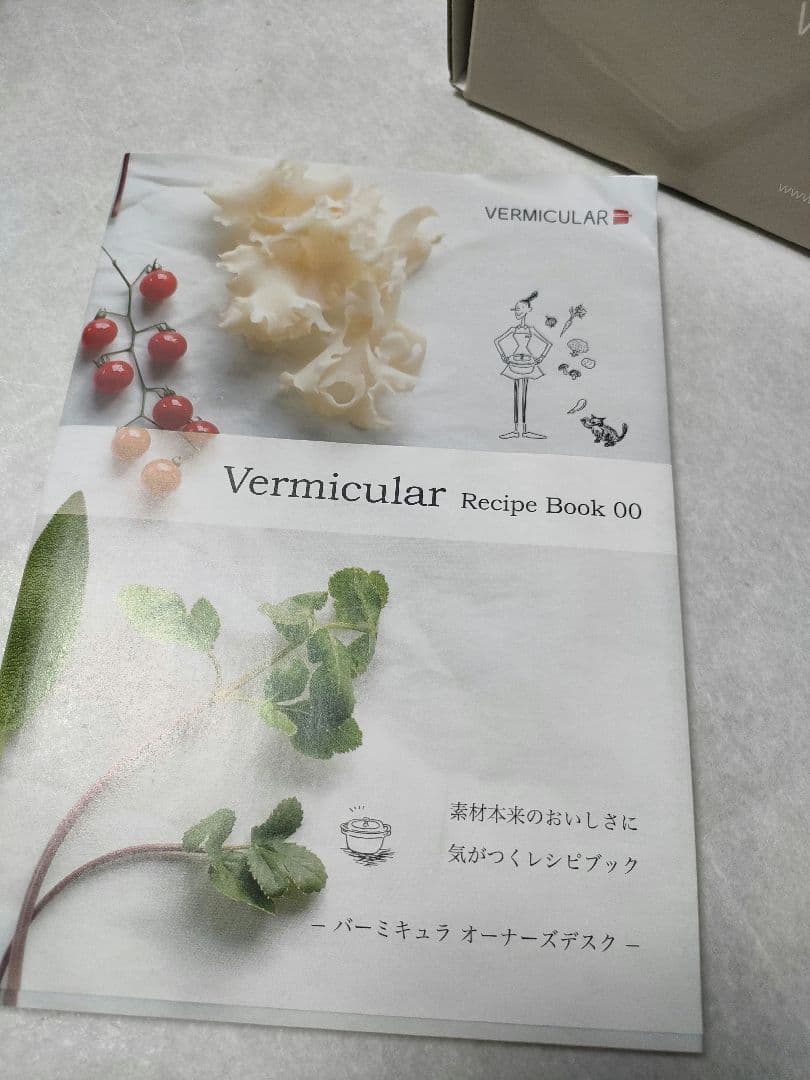 VERMICULAR
Vermicular Recipe Book 00
素材本来のおいしさに
気がつくレシピブック
– バーミキュラ オーナーズデスク –
www.